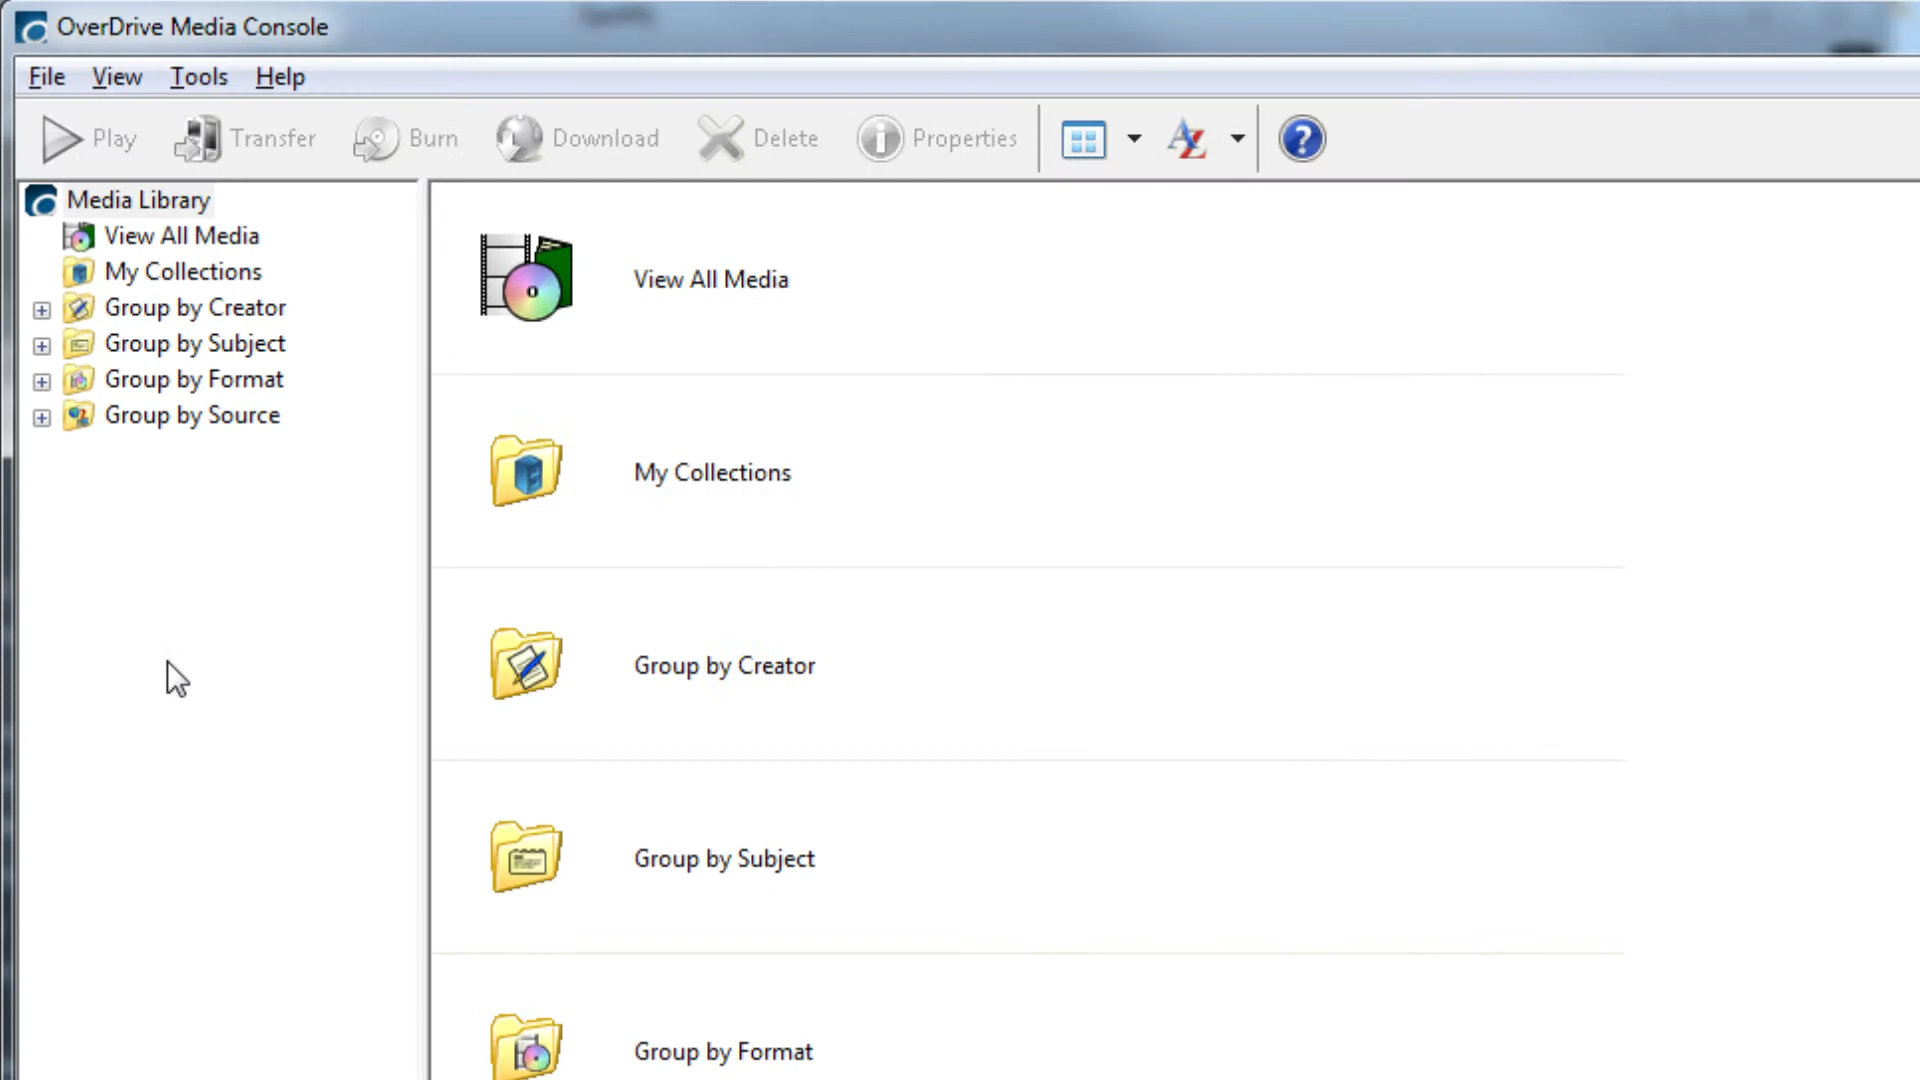 OverDrive Media Console
File View Tools Help
Play Transfer Burn Download Delete Properties
Media Library
View All Media
My Collections
Group by Creator
Group by Subject
Group by Format
Group by Source
View All Media
My Collections
Group by Creator
Group by Subject
Group by Format